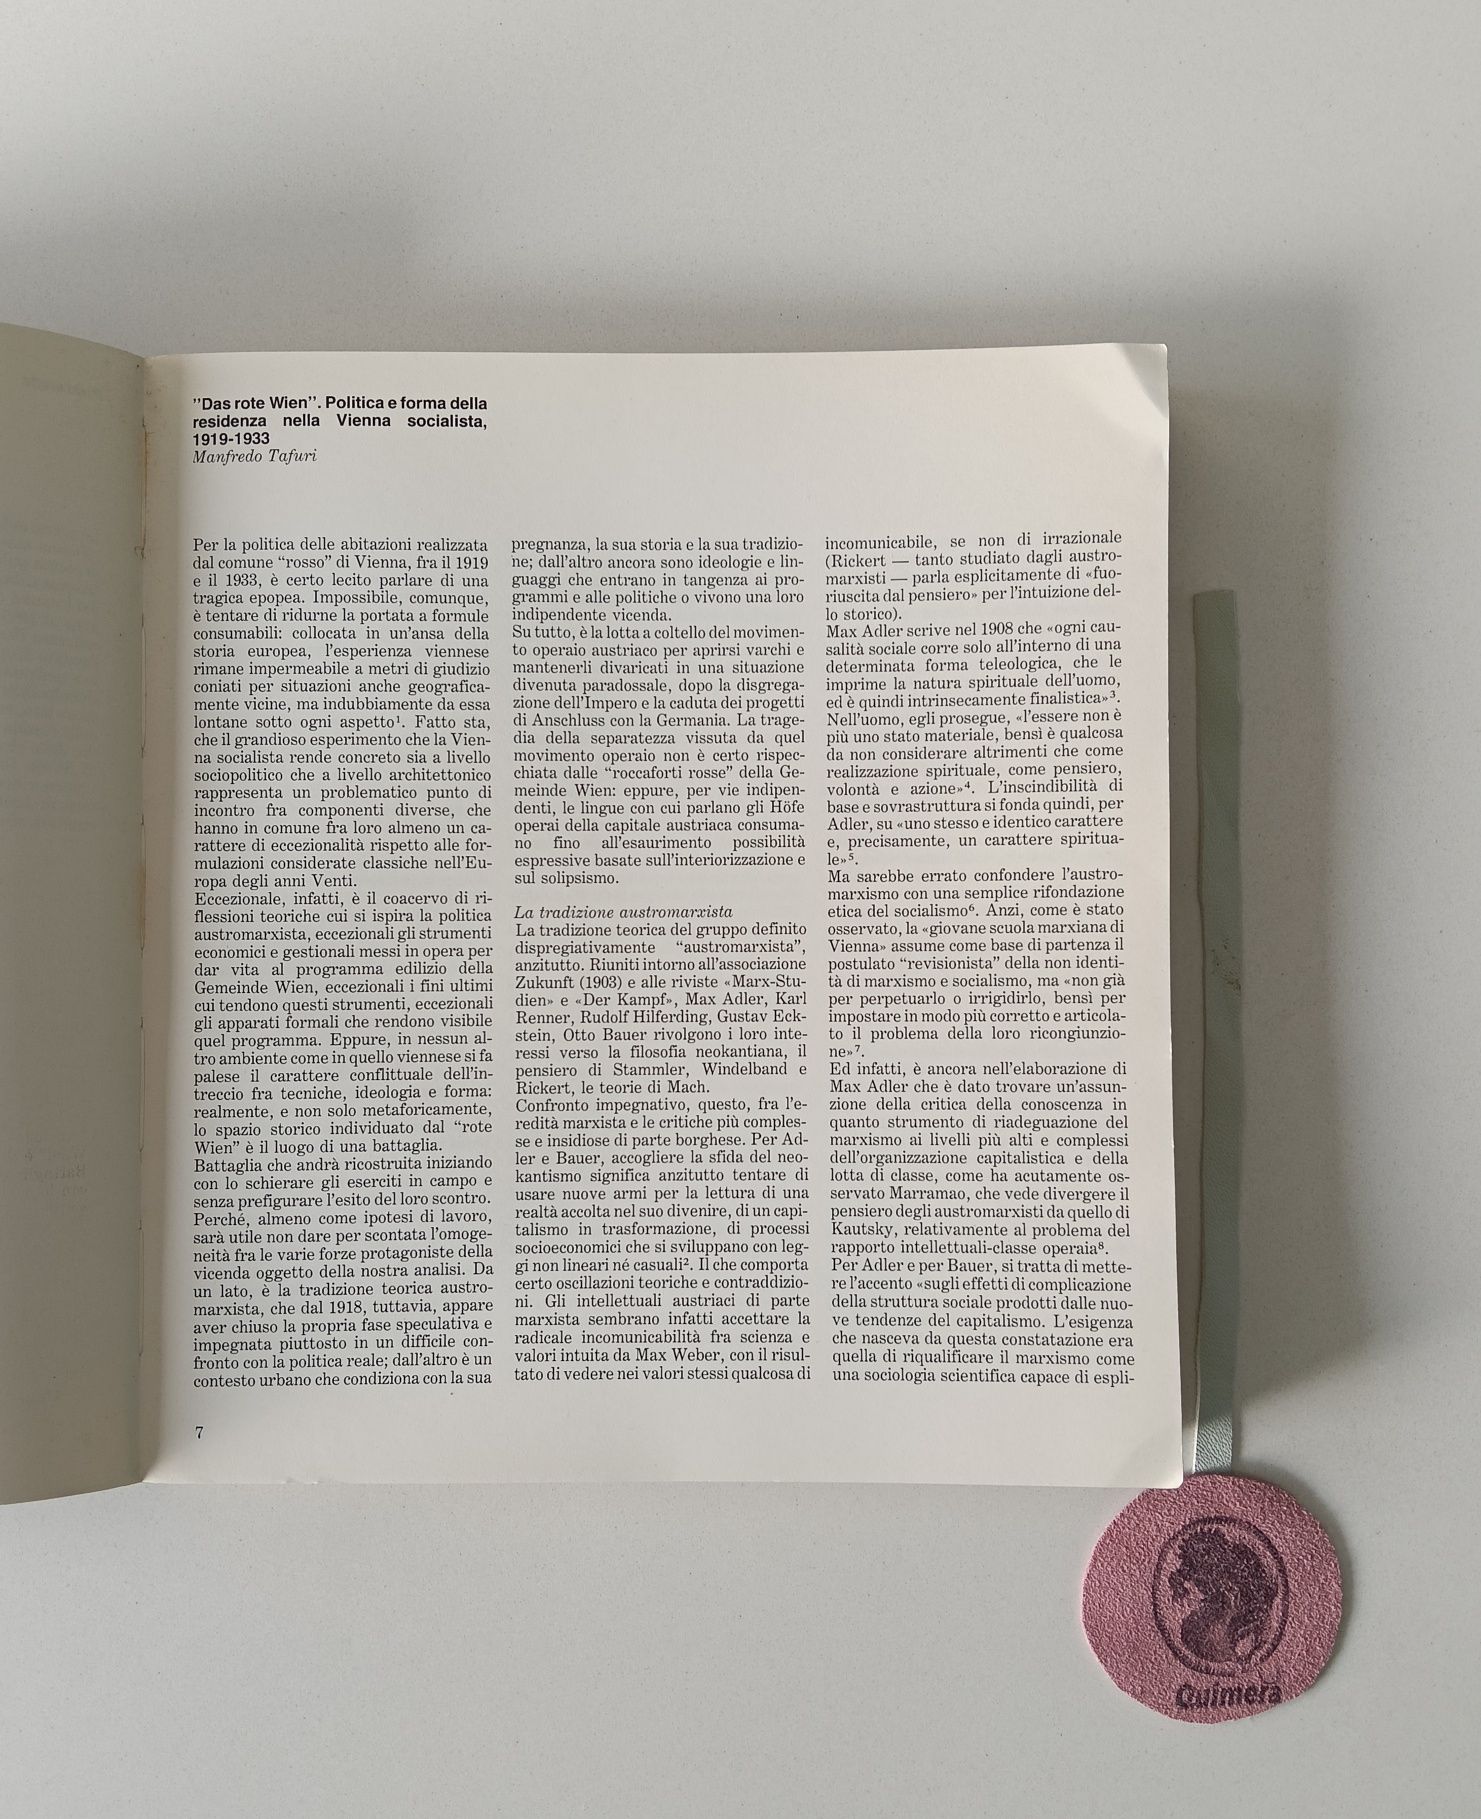 "Das rote Wien". Politica e forma della
residenza nella Vienna socialista,
1919-1933
Manfredo Tafuri
Per la politica delle abitazioni realizzata
dal comune “rosso” di Vienna, fra il 1919
e il 1933, è certo lecito parlare di una
tragica epopea. Impossibile, comunque,
è tentare di ridurne la portata a formule
consumabili: collocata in un'ansa della
storia europea, l'esperienza viennese
rimane impermeabile a metri di giudizio
coniati per situazioni anche geografica-
mente vicine, ma indubbiamente da essa
lontane sotto ogni aspetto¹. Fatto sta,
che il grandioso esperimento che la Vien-
na socialista rende concreto sia a livello
sociopolitico che a livello architettonico
rappresenta un problematico punto di
incontro fra componenti diverse, che
hanno in comune fra loro almeno un ca-
rattere di eccezionalità rispetto alle for-
mulazioni considerate classiche nell'Eu-
ropa degli anni Venti.
Eccezionale, infatti, è il coacervo di ri-
flessioni teoriche cui si ispira la politica
austromarxista, eccezionali gli strumenti
economici e gestionali messi in opera per
dar vita al programma edilizio della
Gemeinde Wien, eccezionali i fini ultimi
cui tendono questi strumenti, eccezionali
gli apparati formali che rendono visibile
quel programma. Eppure, in nessun al-
tro ambiente come in quello viennese si fa
palese il carattere conflittuale dell'in-
treccio fra tecniche, ideologia e forma:
realmente, e non solo metaforicamente,
lo spazio storico individuato dal “rote
Wien” è il luogo di una battaglia.
Battaglia che andrà ricostruita iniziando
con lo schierare gli eserciti in campo e
senza prefigurare l'esito del loro scontro.
Perché, almeno come ipotesi di lavoro,
sarà utile non dare per scontata l'omoge-
neità fra le varie forze protagoniste della
vicenda oggetto della nostra analisi. Da
un lato, è la tradizione teorica austro-
marxista, che dal 1918, tuttavia, appare
aver chiuso la propria fase speculativa e
impegnata piuttosto in un difficile con-
fronto con la politica reale; dall'altro è un
contesto urbano che condiziona con la sua
pregnanza, la sua storia e la sua tradizio-
ne; dall'altro ancora sono ideologie e lin-
guaggi che entrano in tangenza ai pro-
grammi e alle politiche o vivono una loro
indipendente vicenda.
Su tutto, è la lotta a coltello del movimen-
to operaio austriaco per aprirsi varchi e
mantenerli divaricati in una situazione
divenuta paradossale, dopo la disgrega-
zione dell'Impero e la caduta dei progetti
di Anschluss con la Germania. La trage-
dia della separatezza vissuta da quel
movimento operaio non è certo rispec-
chiata dalle “roccaforti rosse” della Ge-
meinde Wien: eppure, per vie indipen-
denti, le lingue con cui parlano gli Höfe
operai della capitale austriaca consuma-
no fino all'esaurimento possibilità
espressive basate sull'interiorizzazione e
sul solipsismo.
La tradizione austromarxista
La tradizione teorica del gruppo definito
dispregiativamente “austromarxista”,
anzitutto. Riuniti intorno all'associazione
Zukunft (1903) e alle riviste «Marx-Stu-
dien» e «Der Kampf», Max Adler, Karl
Renner, Rudolf Hilferding, Gustav Eck-
stein, Otto Bauer rivolgono i loro inte-
ressi verso la filosofia neokantiana, il
pensiero di Stammler, Windelband e
Rickert, le teorie di Mach.
Confronto impegnativo, questo, fra l'e-
redità marxista e le critiche più comples-
se e insidiose di parte borghese. Per Ad-
ler e Bauer, accogliere la sfida del neo-
kantismo significa anzitutto tentare di
usare nuove armi per la lettura di una
realtà accolta nel suo divenire, di un capi-
talismo in trasformazione, di processi
socioeconomici che si sviluppano con leg-
gi non lineari né casuali². Il che comporta
certo oscillazioni teoriche e contraddizio-
ni. Gli intellettuali austriaci di parte
marxista sembrano infatti accettare la
radicale incomunicabilità fra scienza e
valori intuita da Max Weber, con il risul-
tato di vedere nei valori stessi qualcosa di
incomunicabile, se non di irrazionale
(Rickert — tanto studiato dagli austro-
marxisti — parla esplicitamente di «fuo-
riuscita dal pensiero» per l'intuizione del-
lo storico).
Max Adler scrive nel 1908 che «ogni cau-
salità sociale corre solo all'interno di una
determinata forma teleologica, che le
imprime la natura spirituale dell'uomo,
ed è quindi intrinsecamente finalistica»³.
Nell'uomo, egli prosegue, «l'essere non è
più uno stato materiale, bensì è qualcosa
da non considerare altrimenti che come
realizzazione spirituale, come pensiero,
volontà e azione»⁴. L'inscindibilità di
base e sovrastruttura si fonda quindi, per
Adler, su «uno stesso e identico carattere
e, precisamente, un carattere spiritua-
le»⁵.
Ma sarebbe errato confondere l'austro-
marxismo con una semplice rifondazione
etica del socialismo⁶. Anzi, come è stato
osservato, la «giovane scuola marxiana di
Vienna» assume come base di partenza il
postulato “revisionista” della non identi-
tà di marxismo e socialismo, ma «non già
per perpetuarlo o irrigidirlo, bensì per
impostare in modo più corretto e articola-
to il problema della loro ricongiunzio-
ne»⁷.
Ed infatti, è ancora nell'elaborazione di
Max Adler che è dato trovare un'assun-
zione della critica della conoscenza in
quanto strumento di riadeguazione del
marxismo ai livelli più alti e complessi
dell'organizzazione capitalistica e della
lotta di classe, come ha acutamente os-
servato Marramao, che vede divergere il
pensiero degli austromarxisti da quello di
Kautsky, relativamente al problema del
rapporto intellettuali-classe operaia⁸.
Per Adler e per Bauer, si tratta di mette-
re l'accento «sugli effetti di complicazione
della struttura sociale prodotti dalle nuo-
ve tendenze del capitalismo. L'esigenza
che nasceva da questa constatazione era
quella di riqualificare il marxismo come
una sociologia scientifica capace di espli-
7
Quimera